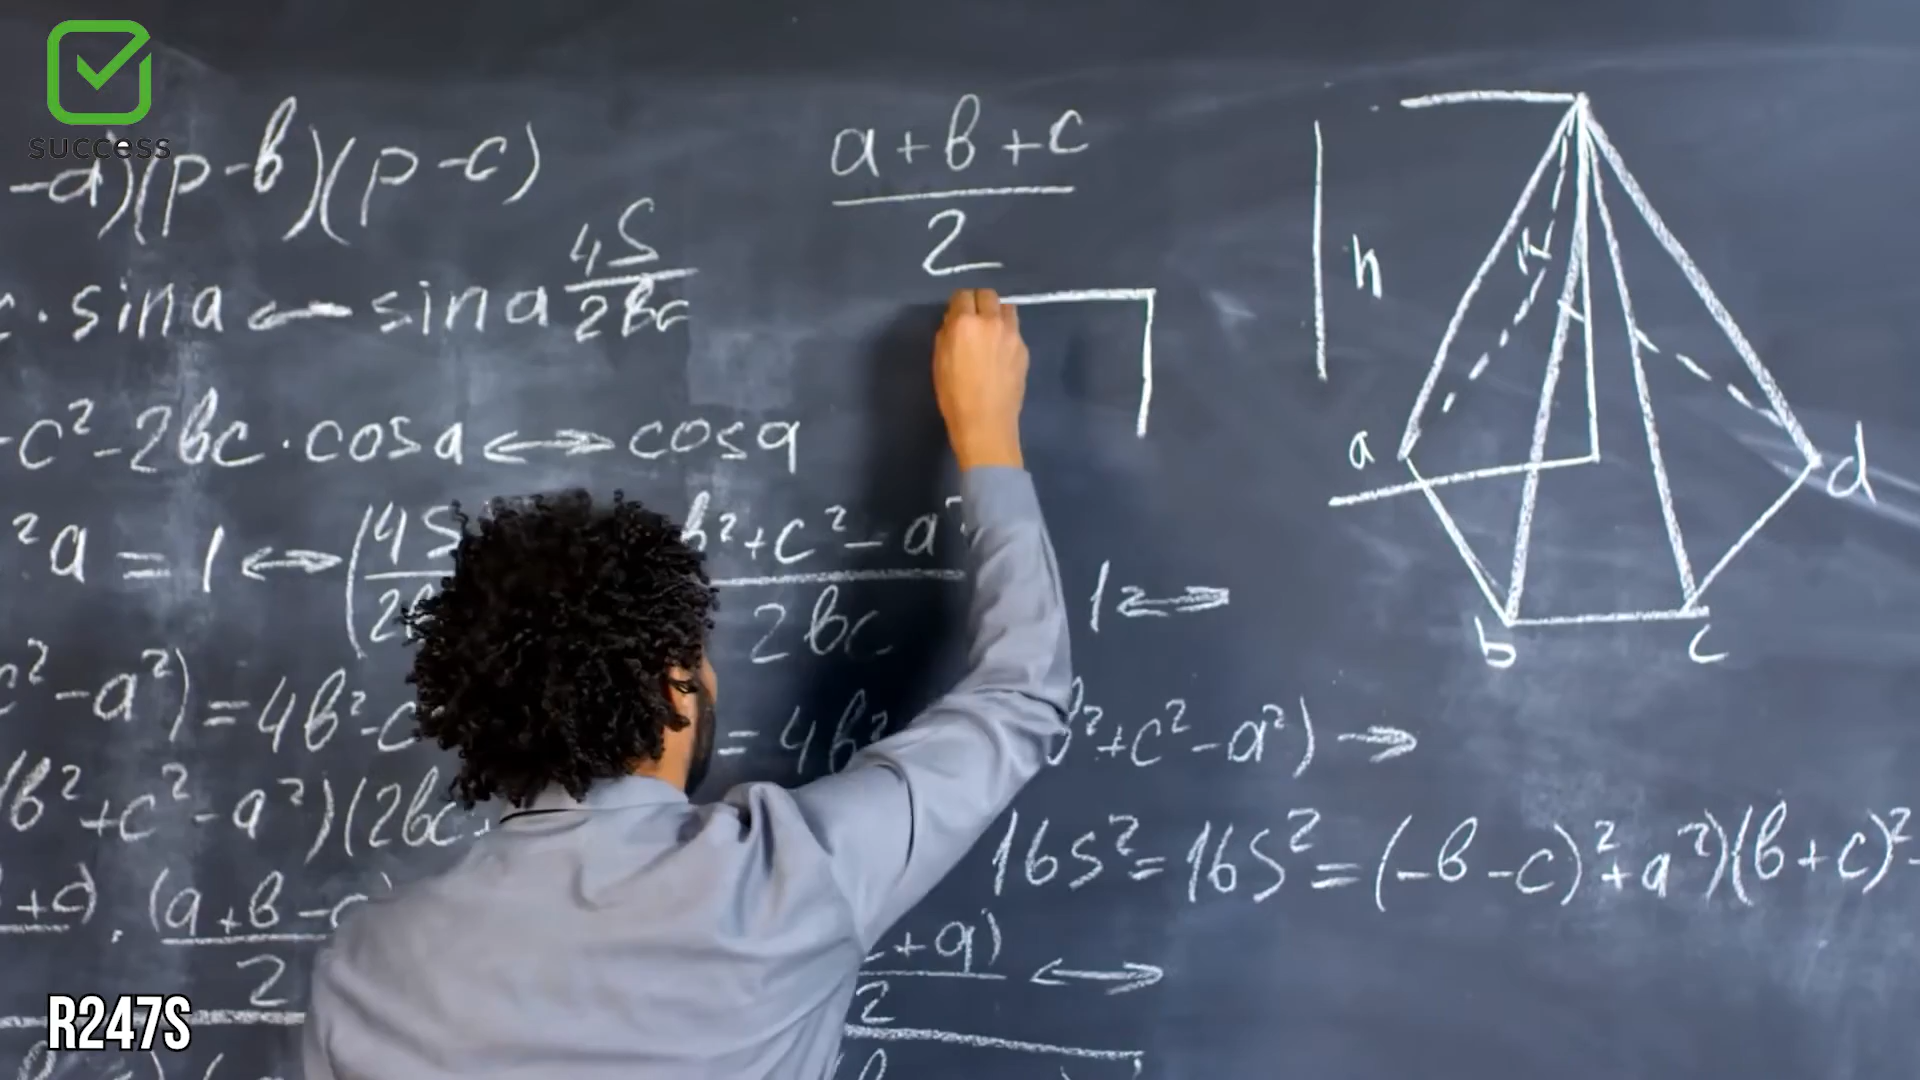 success
-a)(p-b)(p-c)
a+b+c
2
4S
c·sina ← sina
2bc
h
-c²-2bc·cosa ↔ cosa
a
d
²a = 1 ↔ (4S b²+c²-a²
2bc 1 ↔
b
c
c²-a²) = 4b²-c = 4b² b²+c²-a²) →
(b²+c²-a²)(2bc
16S² = 16S² = (-b-c)²+a²)(b+c)²-
+c) · (a+b-c)
2
+a) ↔
2
R247S